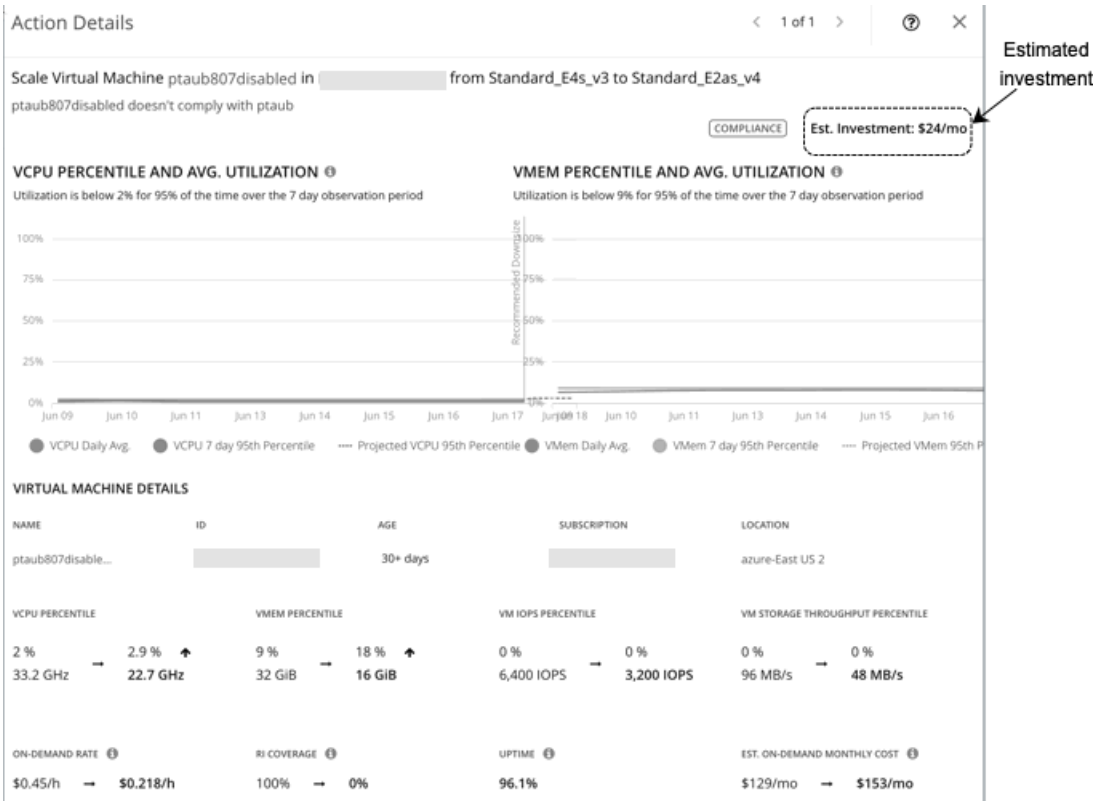 Action Details
1 of 1
Estimated
investment
Scale Virtual Machine ptaub807disabled in from Standard_E4s_v3 to Standard_E2as_v4
ptaub807disabled doesn't comply with ptaub
COMPLIANCE Est. Investment: $24/mo
VCPU PERCENTILE AND AVG. UTILIZATION
Utilization is below 2% for 95% of the time over the 7 day observation period
100%
75%
50%
25%
0%
Recommended Downsize
Jun 09 Jun 10 Jun 11 Jun 13 Jun 14 Jun 15 Jun 16 Jun 17 18
VCPU Daily Avg. VCPU 7 day 95th Percentile Projected VCPU 95th Percentile
VMEM PERCENTILE AND AVG. UTILIZATION
Utilization is below 9% for 95% of the time over the 7 day observation period
100%
75%
50%
25%
0%
Jun 10 Jun 11 Jun 13 Jun 14 Jun 15 Jun 16
VMem Daily Avg. VMem 7 day 95th Percentile Projected VMem 95th P
VIRTUAL MACHINE DETAILS
NAME ID AGE SUBSCRIPTION LOCATION
ptaub807disable... 30+ days azure-East US 2
VCPU PERCENTILE VMEM PERCENTILE VM IOPS PERCENTILE VM STORAGE THROUGHPUT PERCENTILE
2 % → 2.9 % ↑ 9 % → 18 % ↑ 0 % → 0 % 0 % → 0 %
33.2 GHz 22.7 GHz 32 GiB 16 GiB 6,400 IOPS 3,200 IOPS 96 MB/s 48 MB/s
ON-DEMAND RATE RI COVERAGE UPTIME EST. ON-DEMAND MONTHLY COST
$0.45/h → $0.218/h 100% → 0% 96.1% $129/mo → $153/mo